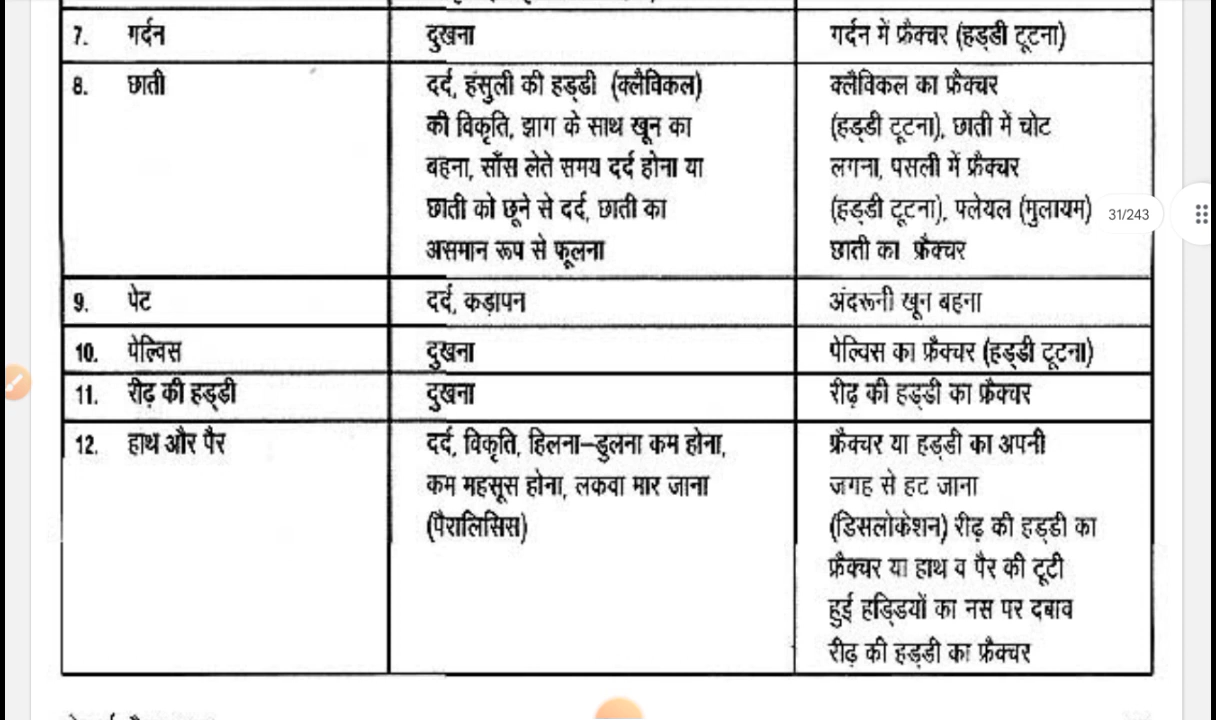 7. गर्दन दुखना गर्दन में फ्रैक्चर (हड्डी टूटना)
8. छाती दर्द, हंसुली की हड्डी (क्लैविकल) क्लैविकल का फ्रैक्चर
की विकृति, झाग के साथ खून का (हड्डी टूटना), छाती में चोट
बहना, साँस लेते समय दर्द होना या लगना, पसली में फ्रैक्चर
छाती को छूने से दर्द, छाती का (हड्डी टूटना), फ्लेयल (मुलायम)
असमान रूप से फूलना छाती का फ्रैक्चर
31/243
9. पेट दर्द, कड़ापन अंदरूनी खून बहना
10. पेल्विस दुखना पेल्विस का फ्रैक्चर (हड्डी टूटना)
11. रीढ़ की हड्डी दुखना रीढ़ की हड्डी का फ्रैक्चर
12. हाथ और पैर दर्द, विकृति, हिलना–डुलना कम होना, फ्रैक्चर या हड्डी का अपनी
कम महसूस होना, लकवा मार जाना जगह से हट जाना
(पैरालिसिस) (डिसलोकेशन) रीढ़ की हड्डी का
फ्रैक्चर या हाथ व पैर की टूटी
हुई हड्डियों का नस पर दबाव
रीढ़ की हड्डी का फ्रैक्चर